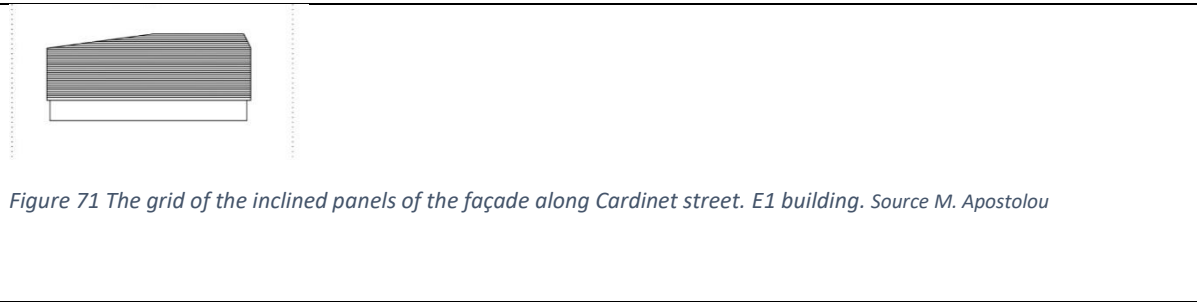 Figure 71 The grid of the inclined panels of the façade along Cardinet street. E1 building. Source M. Apostolou